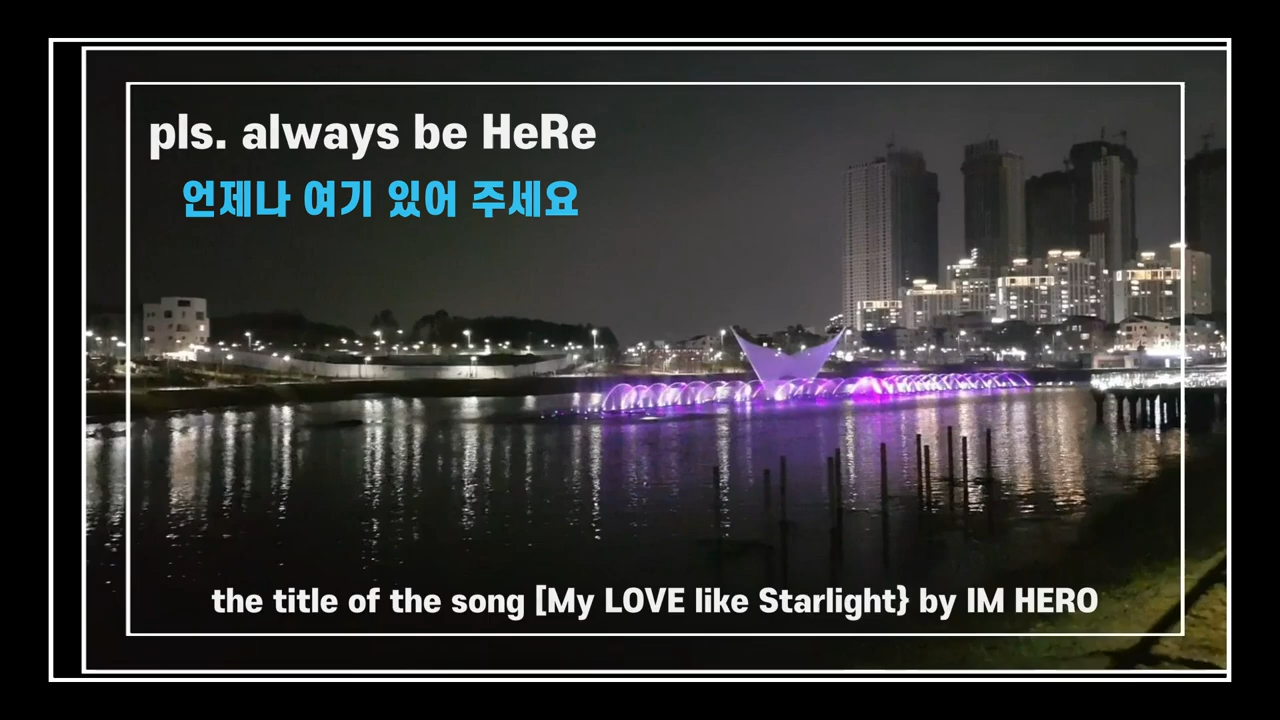 pls. always be HeRe
언제나 여기 있어 주세요
the title of the song [My LOVE like Starlight} by IM HERO